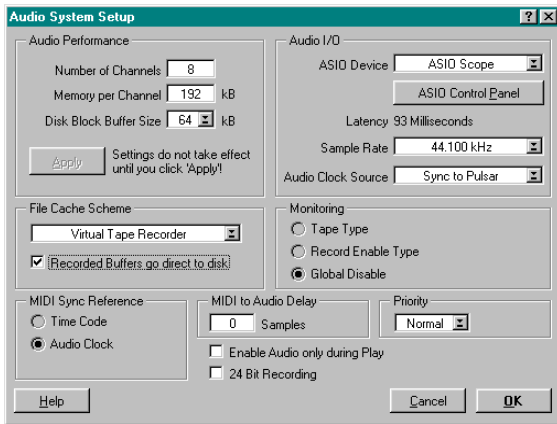 Audio System Setup
Audio Performance
Number of Channels 8
Memory per Channel 192 kB
Disk Block Buffer Size 64 kB
Apply
Settings do not take effect
until you click 'Apply'!
Audio I/O
ASIO Device ASIO Scope
ASIO Control Panel
Latency 93 Milliseconds
Sample Rate 44.100 kHz
Audio Clock Source Sync to Pulsar
File Cache Scheme
Virtual Tape Recorder
Recorded Buffers go direct to disk
Monitoring
Tape Type
Record Enable Type
Global Disable
MIDI Sync Reference
Time Code
Audio Clock
MIDI to Audio Delay
0 Samples
Priority
Normal
Enable Audio only during Play
24 Bit Recording
Help
Cancel
OK